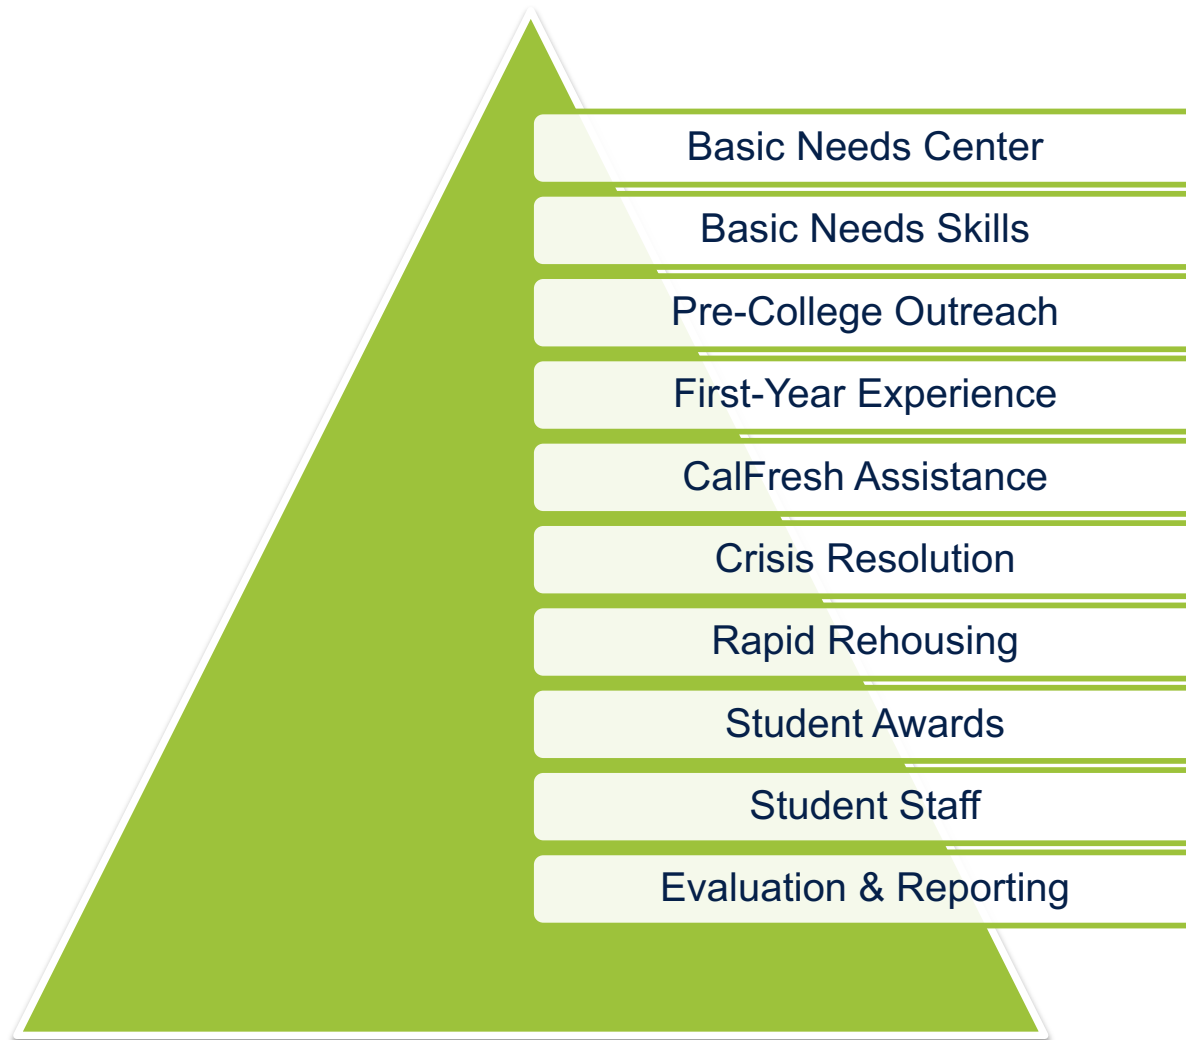 Basic Needs Center
Basic Needs Skills
Pre-College Outreach
First-Year Experience
CalFresh Assistance
Crisis Resolution
Rapid Rehousing
Student Awards
Student Staff
Evaluation & Reporting